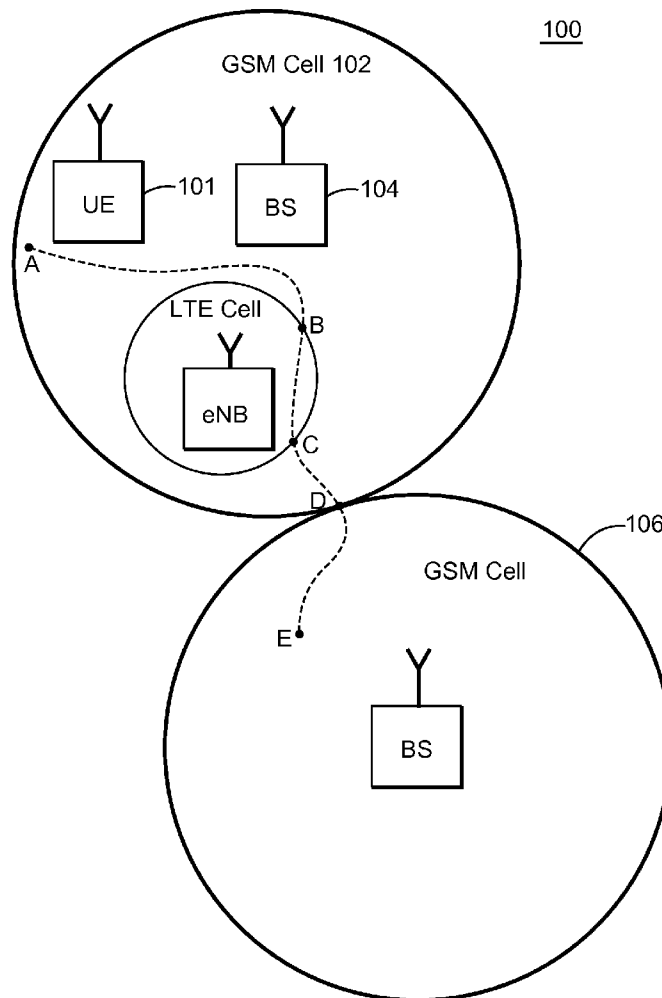 100
GSM Cell 102
UE
101
BS
104
A
LTE Cell
B
eNB
C
D
106
GSM Cell
E
BS